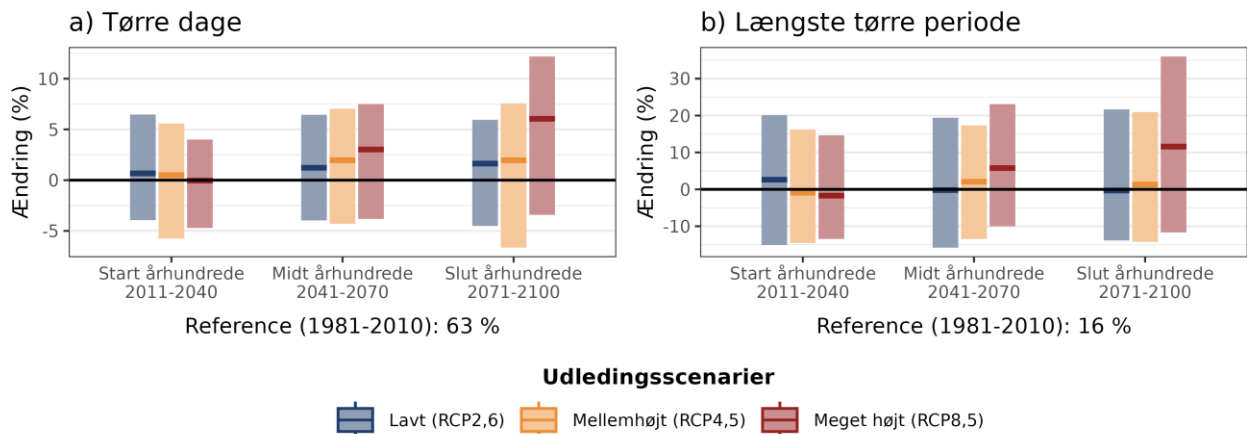 a) Tørre dage
Ændring (%)
10
5
0
-5
Start århundrede
2011-2040
Midt århundrede
2041-2070
Slut århundrede
2071-2100
Reference (1981-2010): 63 %
b) Længste tørre periode
Ændring (%)
30
20
10
0
-10
Start århundrede
2011-2040
Midt århundrede
2041-2070
Slut århundrede
2071-2100
Reference (1981-2010): 16 %
Udledingsscenarier
Lavt (RCP2,6)
Mellemhøjt (RCP4,5)
Meget højt (RCP8,5)